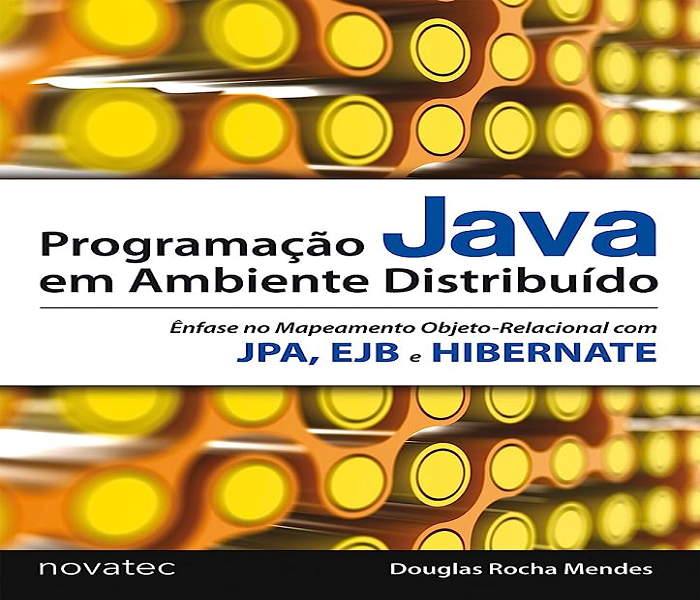 Programação Java
em Ambiente Distribuído
Ênfase no Mapeamento Objeto-Relacional com
JPA, EJB e HIBERNATE
novatec
Douglas Rocha Mendes